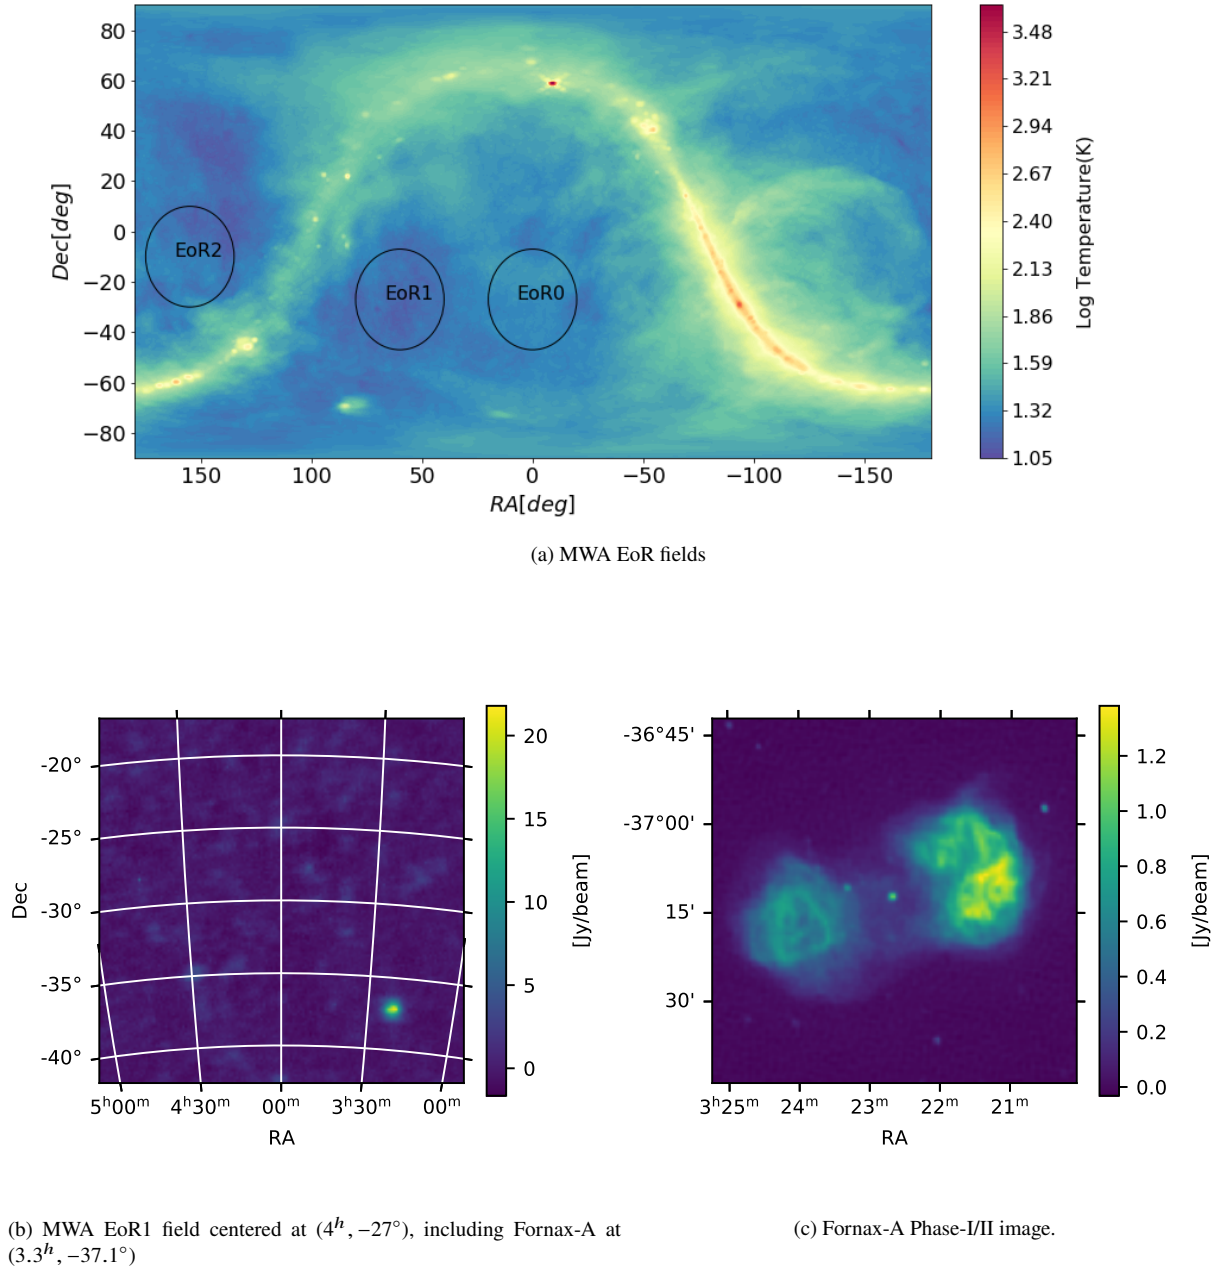 80
60
40
20
0
−20
−40
−60
−80
Dec[deg]
EoR2
EoR1
EoR0
150
100
50
0
−50
−100
−150
RA[deg]
3.48
3.21
2.94
2.67
2.40
2.13
1.86
1.59
1.32
1.05
Log Temperature(K)
(a) MWA EoR fields
-20°
-25°
-30°
-35°
-40°
Dec
5ʰ00ᵐ
4ʰ30ᵐ
00ᵐ
3ʰ30ᵐ
00ᵐ
RA
20
15
10
5
0
[Jy/beam]
-36°45'
-37°00'
15'
30'
3ʰ25ᵐ
24ᵐ
23ᵐ
22ᵐ
21ᵐ
RA
1.2
1.0
0.8
0.6
0.4
0.2
0.0
[Jy/beam]
(b) MWA EoR1 field centered at (4ʰ, −27°), including Fornax-A at
(3.3ʰ, −37.1°)
(c) Fornax-A Phase-I/II image.